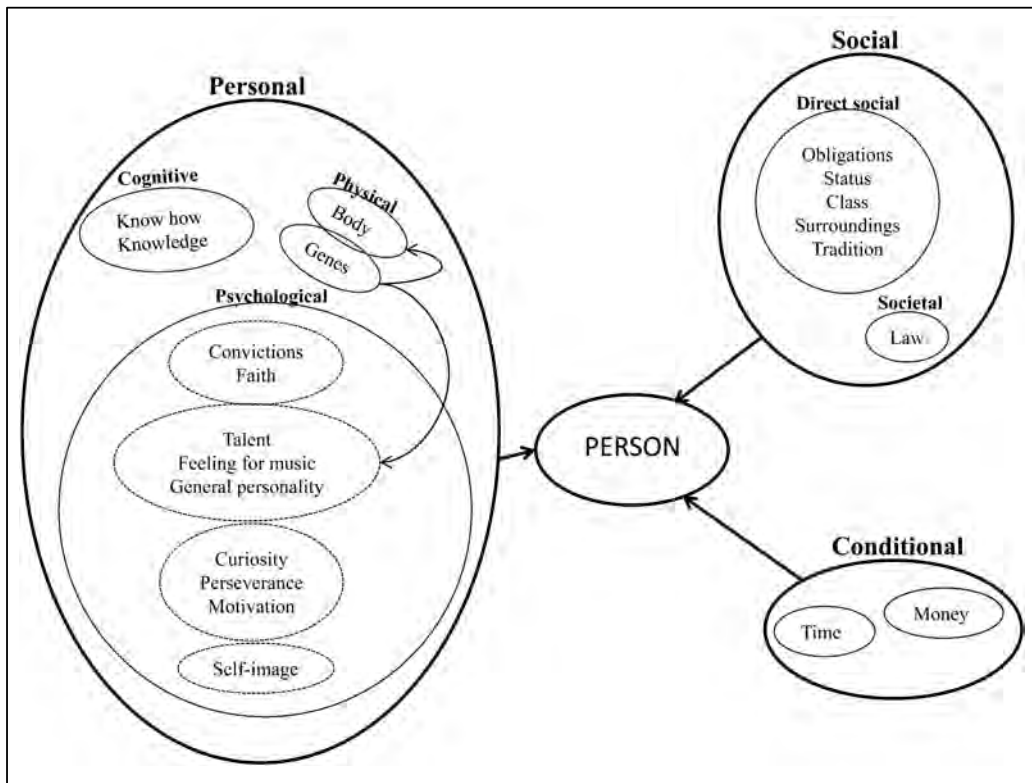 Personal
Cognitive
Know how
Knowledge
Physical
Body
Genes
Psychological
Convictions
Faith
Talent
Feeling for music
General personality
Curiosity
Perseverance
Motivation
Self-image
PERSON
Social
Direct social
Obligations
Status
Class
Surroundings
Tradition
Societal
Law
Conditional
Time
Money